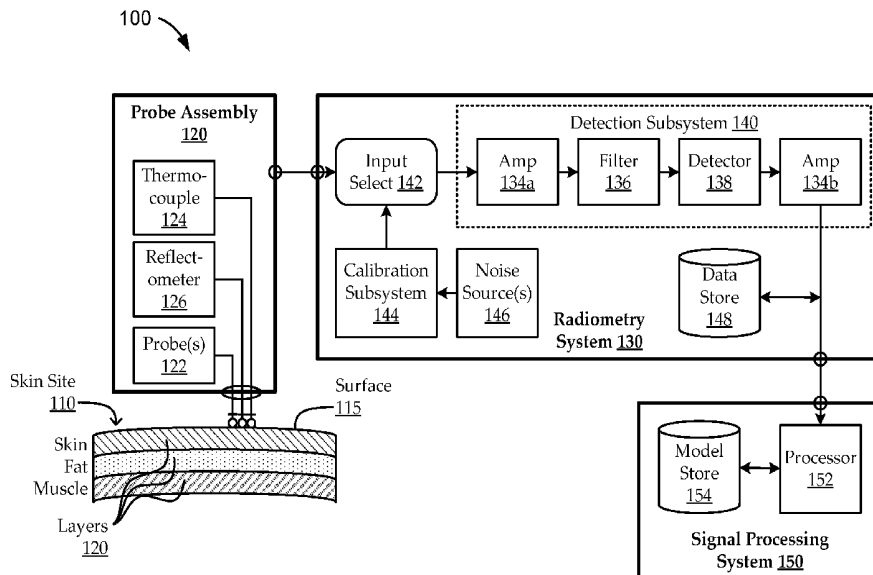 100
Probe Assembly
120
Thermo-
couple
124
Reflect-
ometer
126
Probe(s)
122
Input
Select 142
Detection Subsystem 140
Amp
134a
Filter
136
Detector
138
Amp
134b
Calibration
Subsystem
144
Noise
Source(s)
146
Data
Store
148
Radiometry
System 130
Skin Site
110
Surface
115
Skin
Fat
Muscle
Layers
120
Model
Store
154
Processor
152
Signal Processing
System 150